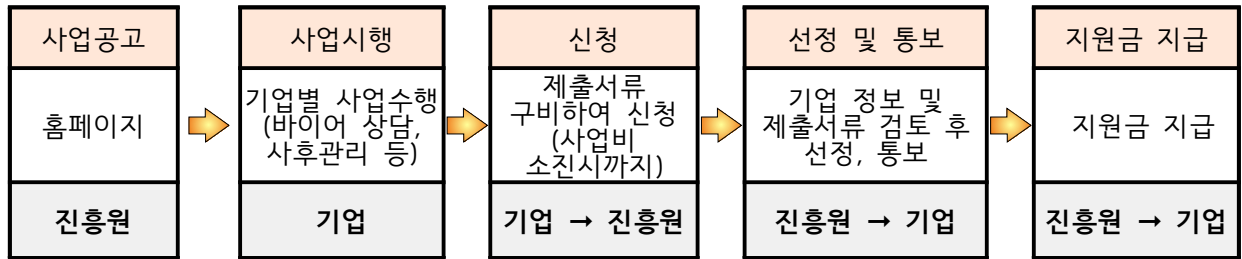 사업공고
홈페이지
진흥원
사업시행
기업별 사업수행
(바이어 상담,
사후관리 등)
기업
신청
제출서류
구비하여 신청
(사업비
소진시까지)
기업 → 진흥원
선정 및 통보
기업 정보 및
제출서류 검토 후
선정, 통보
진흥원 → 기업
지원금 지급
지원금 지급
진흥원 → 기업